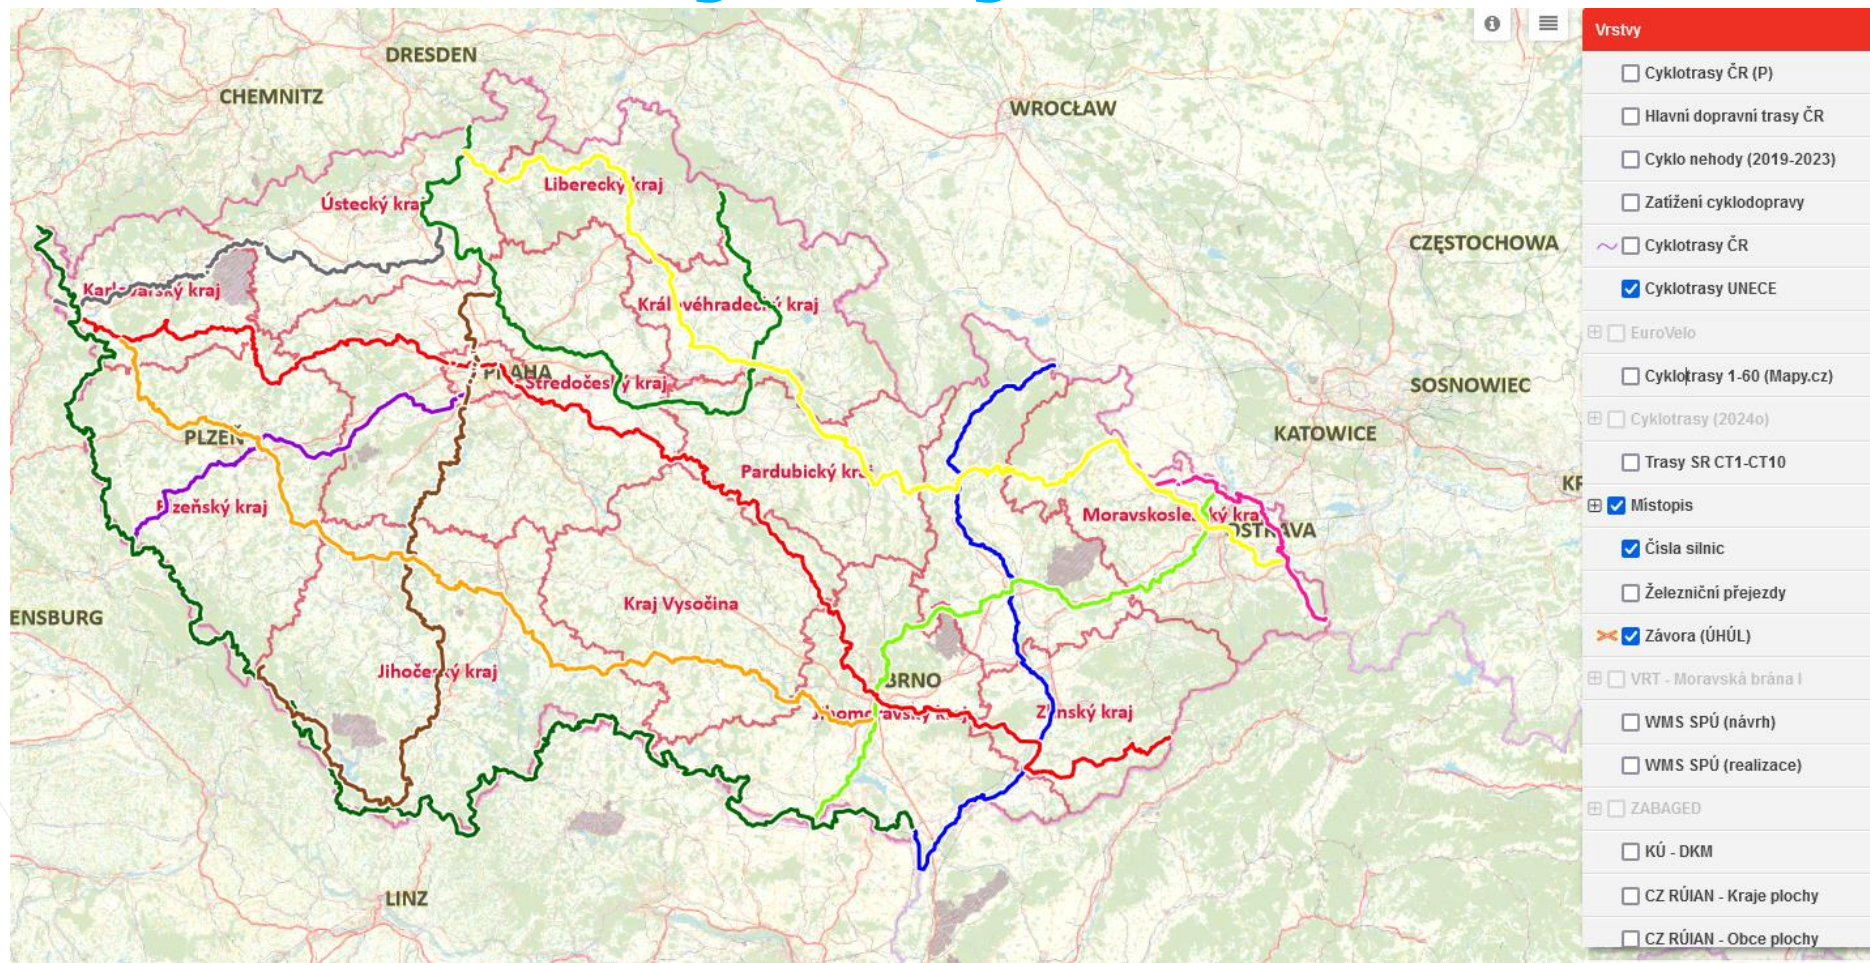 DRESDEN
CHEMNITZ
WROCŁAW
Liberecký kraj
Ústecký kraj
CZĘSTOCHOWA
Karlovarský kraj
Královéhradecký kraj
PRAHA
Středočeský kraj
SOSNOWIEC
PLZEŇ
KATOWICE
Pardubický kraj
KR
Plzeňský kraj
Moravskoslezský kraj
OSTRAVA
Kraj Vysočina
ENSBURG
Jihočeský kraj
BRNO
Jihomoravský kraj
Zlínský kraj
LINZ
Vrstvy
Cyklotrasy ČR (P)
Hlavní dopravní trasy ČR
Cyklo nehody (2019-2023)
Zatížení cyklodopravy
Cyklotrasy ČR
Cyklotrasy UNECE
EuroVelo
Cyklotrasy 1-60 (Mapy.cz)
Cyklotrasy (2024o)
Trasy SR CT1-CT10
Místopis
Čísla silnic
Železniční přejezdy
Závora (ÚHÚL)
VRT - Moravská brána I
WMS SPÚ (návrh)
WMS SPÚ (realizace)
ZABAGED
KÚ - DKM
CZ RÚIAN - Kraje plochy
CZ RÚIAN - Obce plochy